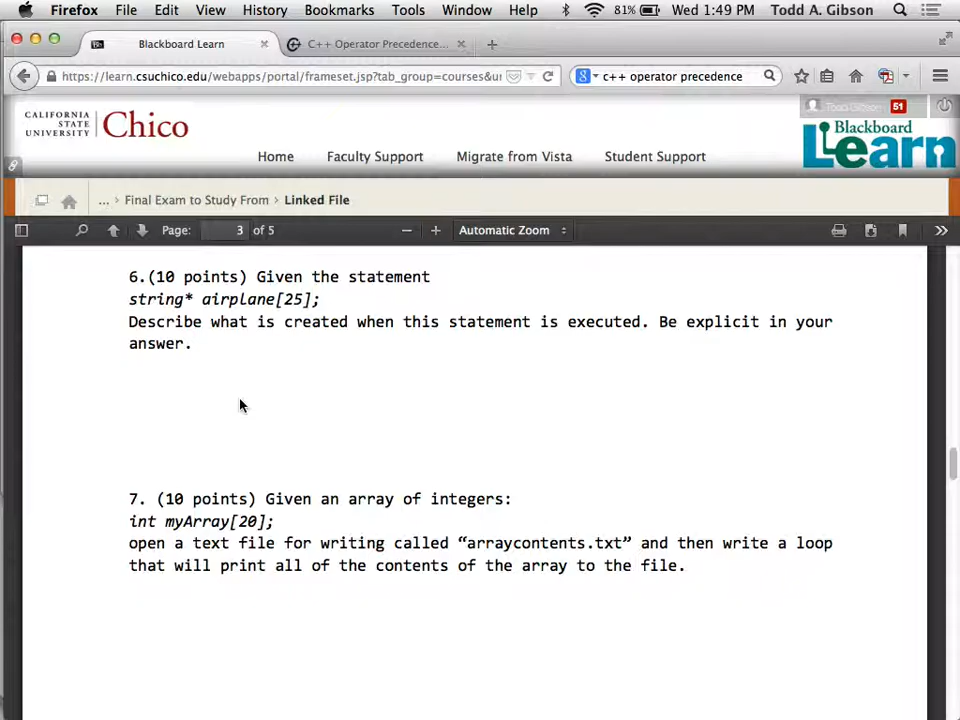 Firefox File Edit View History Bookmarks Tools Window Help 81% Wed 1:49 PM Todd A. Gibson
Blackboard Learn C++ Operator Precedence...
https://learn.csuchico.edu/webapps/portal/frameset.jsp?tab_group=courses&ur c++ operator precedence
CALIFORNIA STATE UNIVERSITY Chico
Todd Gibson 51
Blackboard Learn
Home Faculty Support Migrate from Vista Student Support
... > Final Exam to Study From > Linked File
Page: 3 of 5 Automatic Zoom
6.(10 points) Given the statement
string* airplane[25];
Describe what is created when this statement is executed. Be explicit in your
answer.
7. (10 points) Given an array of integers:
int myArray[20];
open a text file for writing called “arraycontents.txt” and then write a loop
that will print all of the contents of the array to the file.